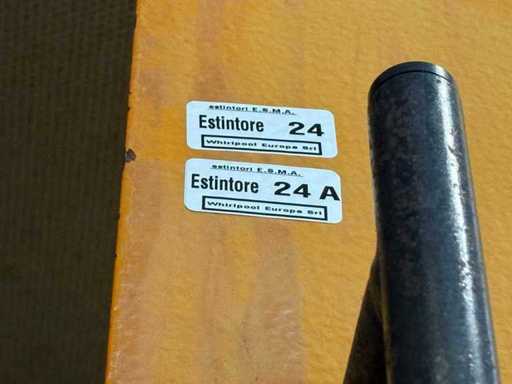 estintori E.S.M.A.
Estintore 24
Whirlpool Europa Srl
estintori E.S.M.A.
Estintore 24 A
Whirlpool Europa Srl